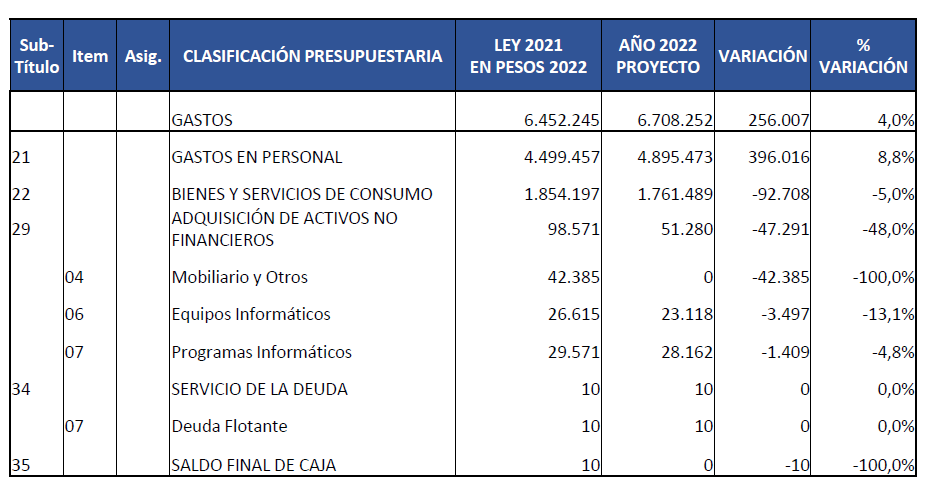 Sub-Título Item Asig. CLASIFICACIÓN PRESUPUESTARIA LEY 2021 EN PESOS 2022 AÑO 2022 PROYECTO VARIACIÓN % VARIACIÓN
GASTOS 6.452.245 6.708.252 256.007 4,0%
21 GASTOS EN PERSONAL 4.499.457 4.895.473 396.016 8,8%
22 BIENES Y SERVICIOS DE CONSUMO 1.854.197 1.761.489 -92.708 -5,0%
29 ADQUISICIÓN DE ACTIVOS NO FINANCIEROS 98.571 51.280 -47.291 -48,0%
04 Mobiliario y Otros 42.385 0 -42.385 -100,0%
06 Equipos Informáticos 26.615 23.118 -3.497 -13,1%
07 Programas Informáticos 29.571 28.162 -1.409 -4,8%
34 SERVICIO DE LA DEUDA 10 10 0 0,0%
07 Deuda Flotante 10 10 0 0,0%
35 SALDO FINAL DE CAJA 10 0 -10 -100,0%